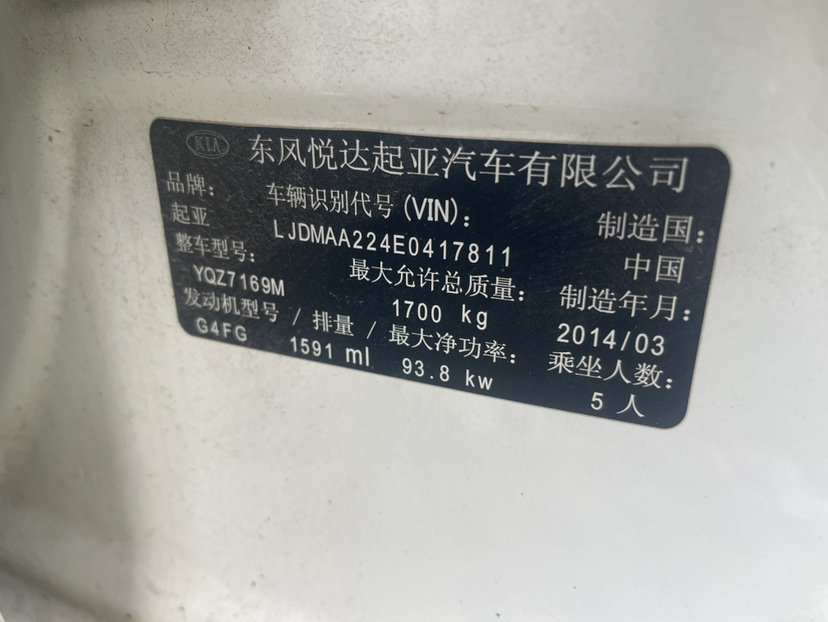 KIA 东风悦达起亚汽车有限公司
品牌： 车辆识别代号(VIN)： 制造国：
起亚 LJDMAA224E0417811 中国
整车型号： 最大允许总质量： 制造年月：
YQZ7169M 1700 kg 2014/03
发动机型号 / 排量 / 最大净功率： 乘坐人数：
G4FG 1591 ml 93.8 kw 5 人